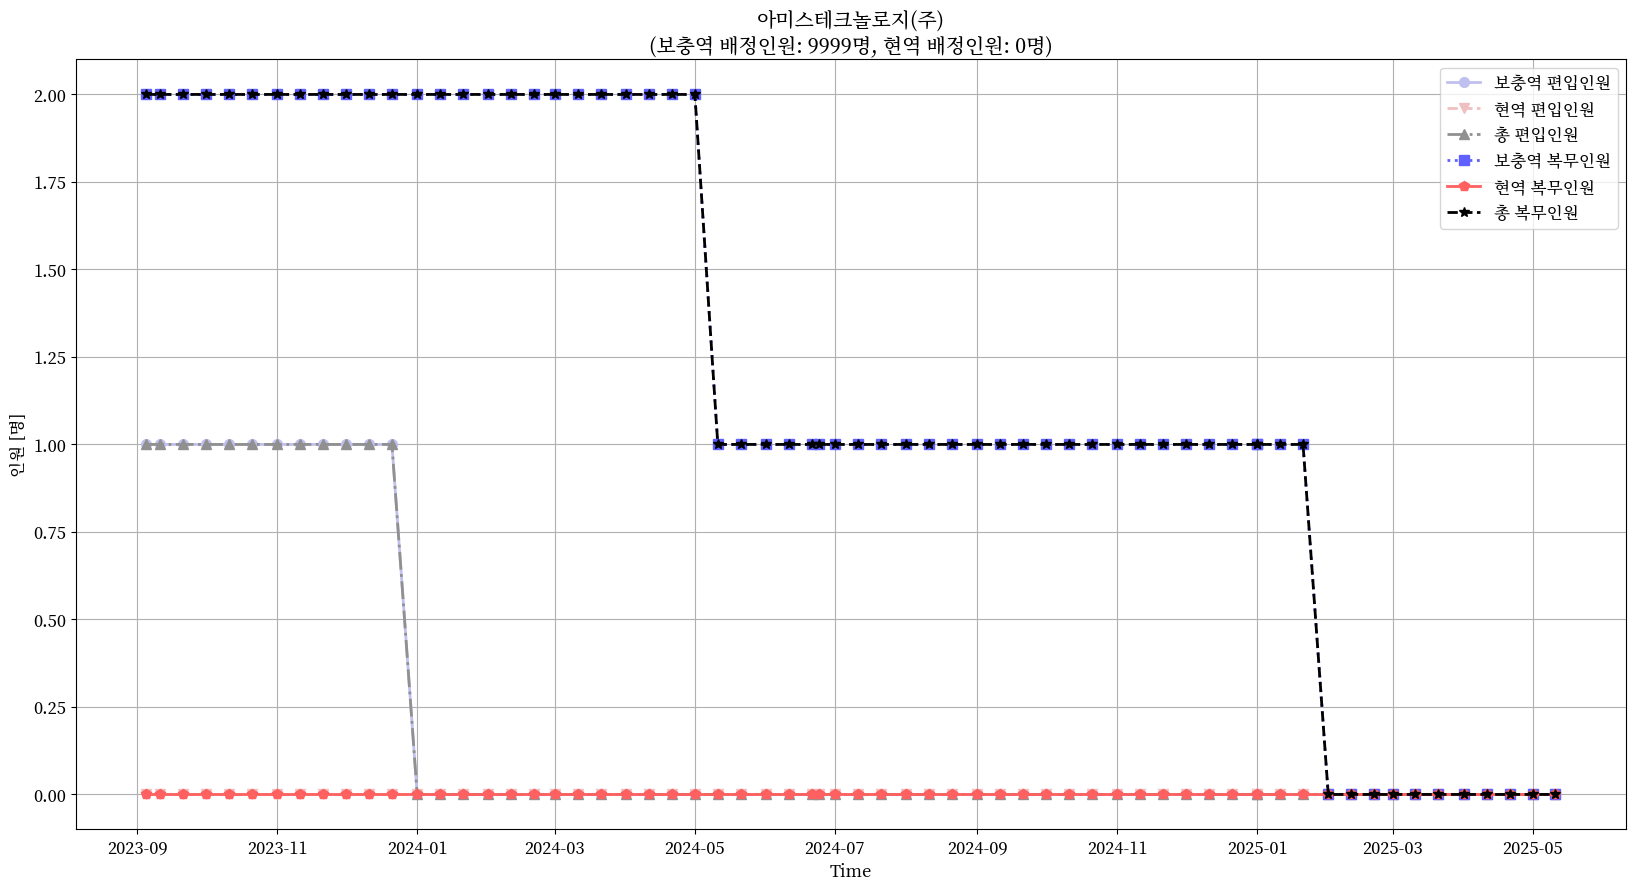 아미스테크놀로지(주)
(보충역 배정인원: 9999명, 현역 배정인원: 0명)
보충역 편입인원
현역 편입인원
총 편입인원
보충역 복무인원
현역 복무인원
총 복무인원
인원 [명]
2.00
1.75
1.50
1.25
1.00
0.75
0.50
0.25
0.00
2023-09 2023-11 2024-01 2024-03 2024-05 2024-07 2024-09 2024-11 2025-01 2025-03 2025-05
Time